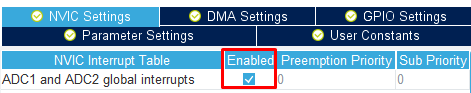 NVIC Settings DMA Settings GPIO Settings
Parameter Settings User Constants
NVIC Interrupt Table Enabled Preemption Priority Sub Priority
ADC1 and ADC2 global interrupts 0 0